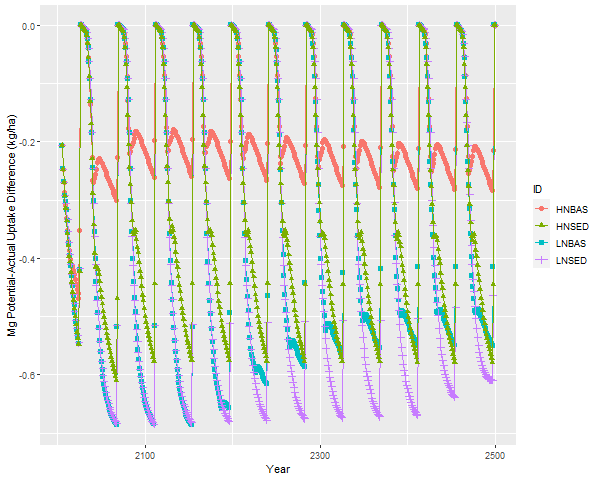 Mg Potential-Actual Uptake Difference (kg/ha)
0.0
-0.2
-0.4
-0.6
2100
2300
2500
Year
ID
HNBAS
HNSED
LNBAS
LNSED